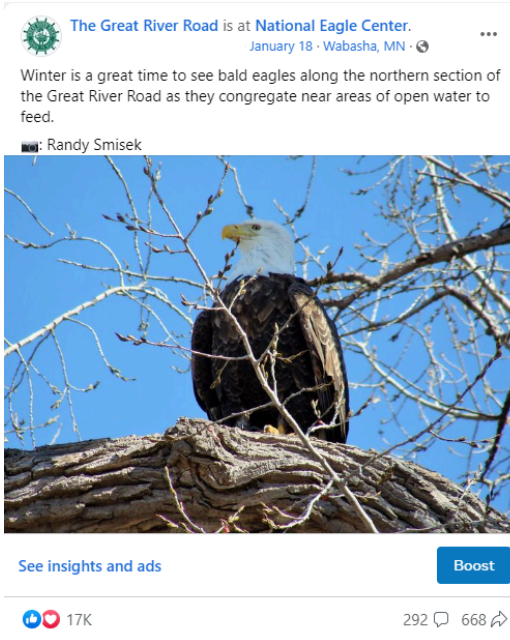 The Great River Road is at National Eagle Center.
January 18 · Wabasha, MN ·
Winter is a great time to see bald eagles along the northern section of
the Great River Road as they congregate near areas of open water to
feed.
📷: Randy Smisek
See insights and ads
Boost
17K
292 668